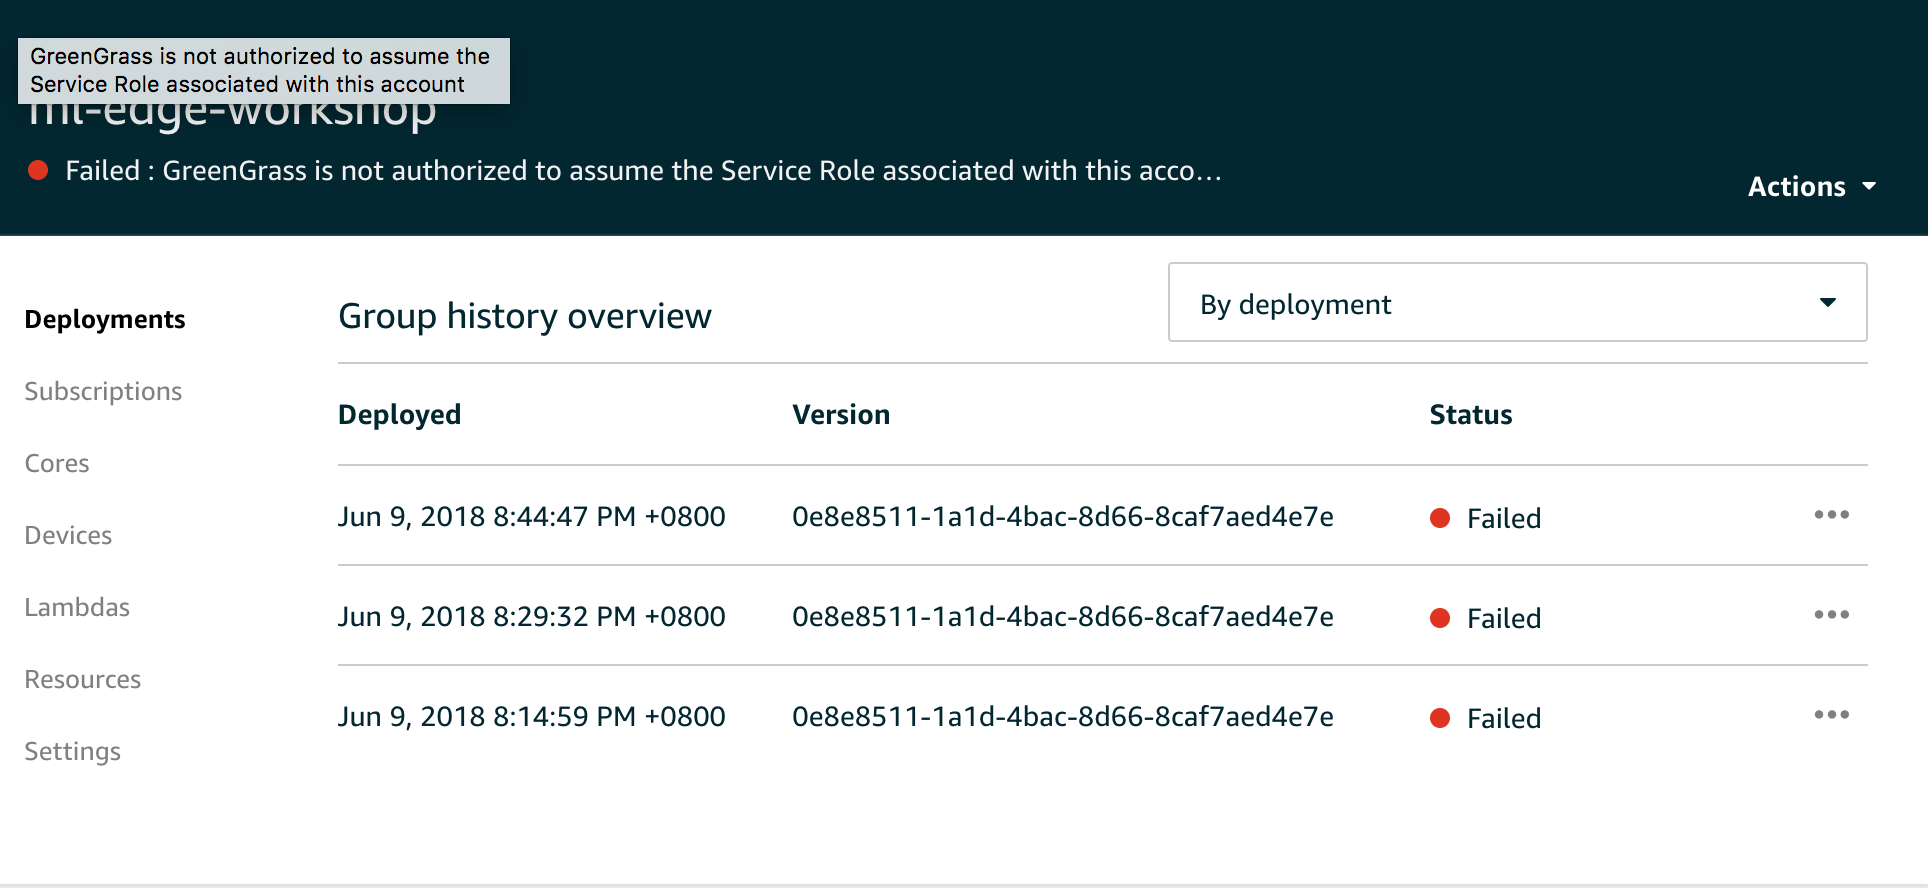 GreenGrass is not authorized to assume the
Service Role associated with this account
ml-edge-workshop
Failed : GreenGrass is not authorized to assume the Service Role associated with this acco...
Actions
Deployments
Subscriptions
Cores
Devices
Lambdas
Resources
Settings
Group history overview
By deployment
Deployed Version Status
Jun 9, 2018 8:44:47 PM +0800 0e8e8511-1a1d-4bac-8d66-8caf7aed4e7e Failed
Jun 9, 2018 8:29:32 PM +0800 0e8e8511-1a1d-4bac-8d66-8caf7aed4e7e Failed
Jun 9, 2018 8:14:59 PM +0800 0e8e8511-1a1d-4bac-8d66-8caf7aed4e7e Failed